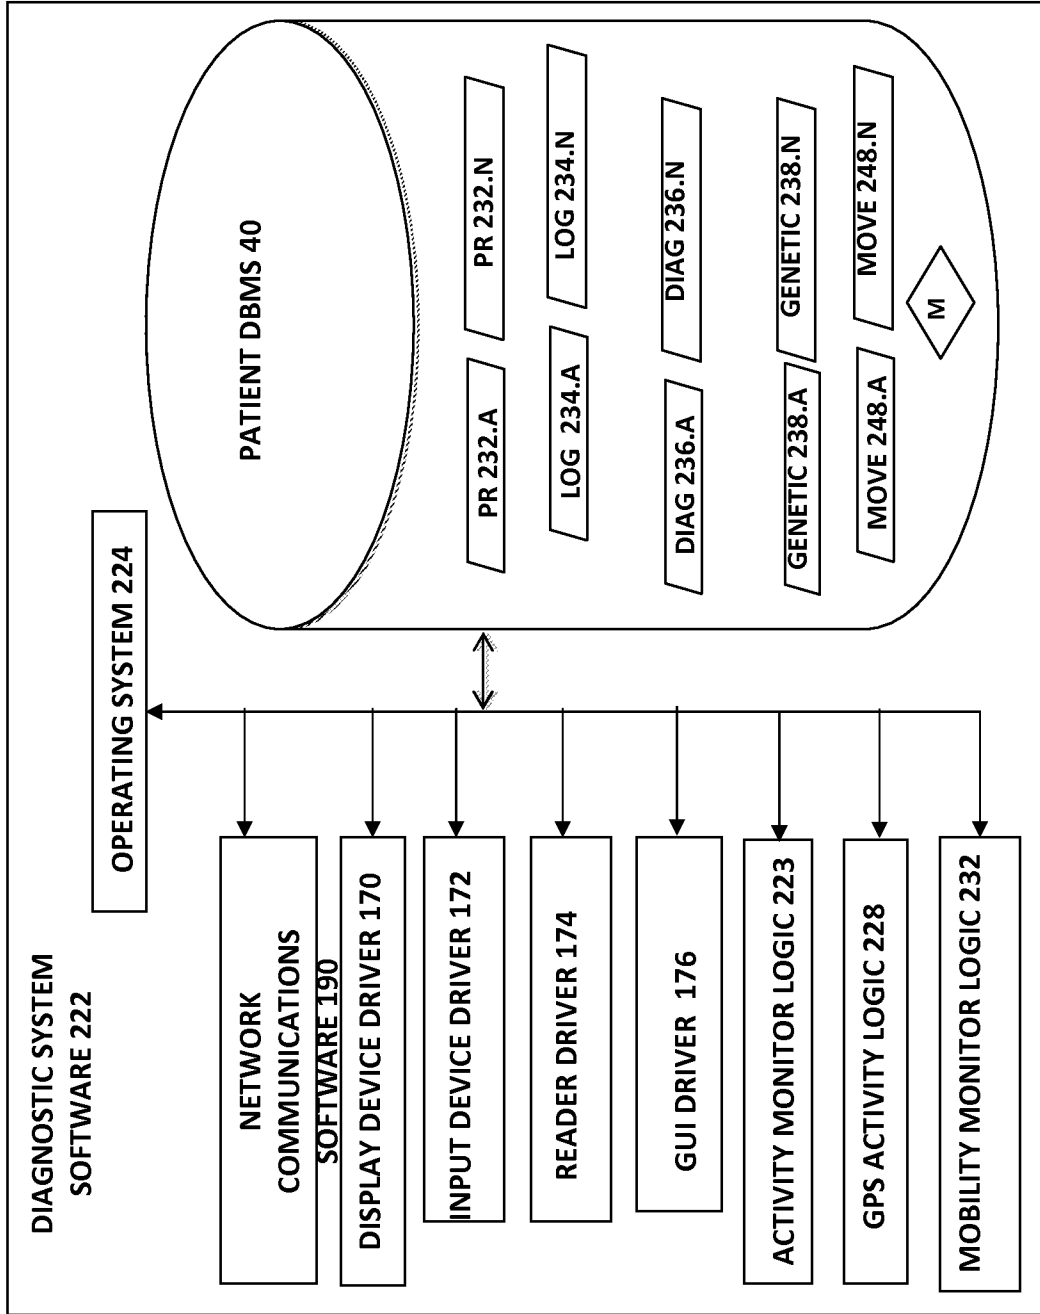 DIAGNOSTIC SYSTEM
SOFTWARE 222
OPERATING SYSTEM 224
NETWORK
COMMUNICATIONS
SOFTWARE 190
DISPLAY DEVICE DRIVER 170
INPUT DEVICE DRIVER 172
READER DRIVER 174
GUI DRIVER 176
ACTIVITY MONITOR LOGIC 223
GPS ACTIVITY LOGIC 228
MOBILITY MONITOR LOGIC 232
PATIENT DBMS 40
PR 232.A
PR 232.N
LOG 234.A
LOG 234.N
DIAG 236.A
DIAG 236.N
GENETIC 238.A
GENETIC 238.N
MOVE 248.A
MOVE 248.N
M